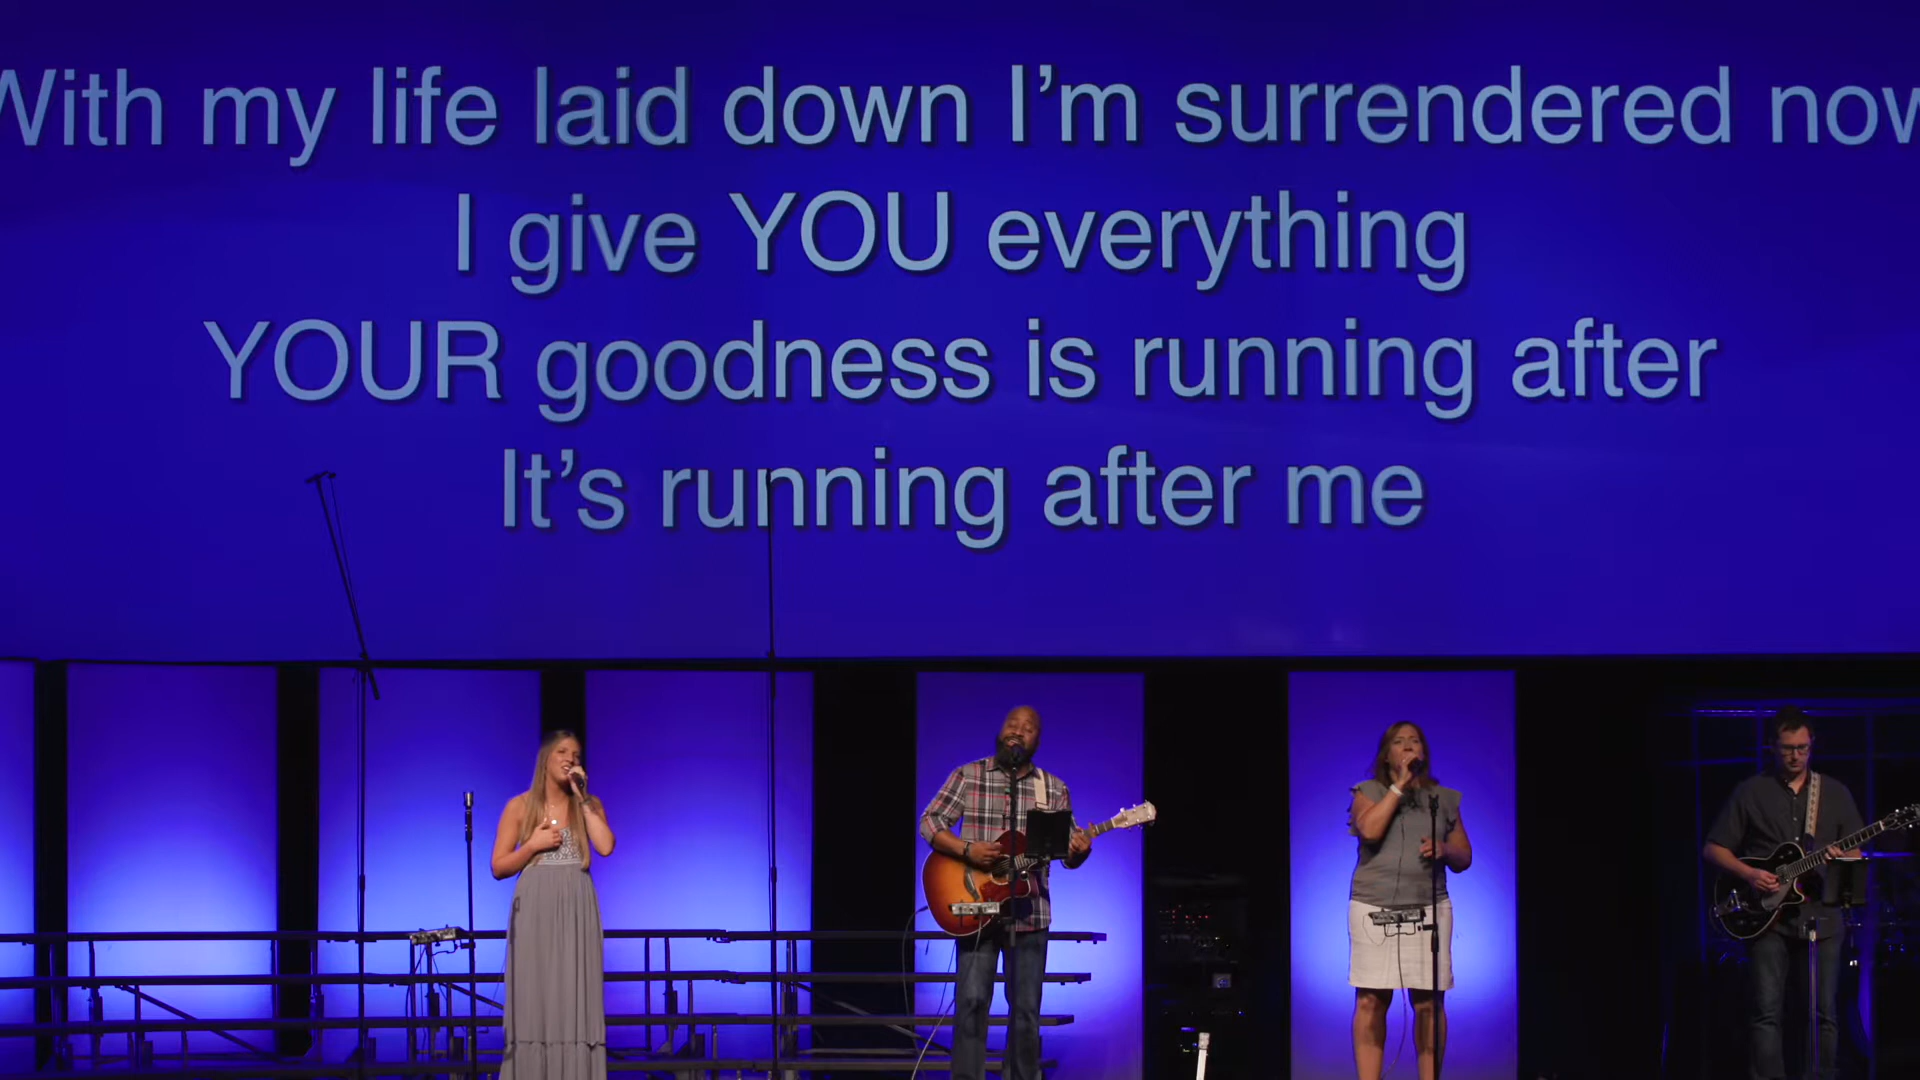 With my life laid down I'm surrendered now
I give YOU everything
YOUR goodness is running after
It's running after me